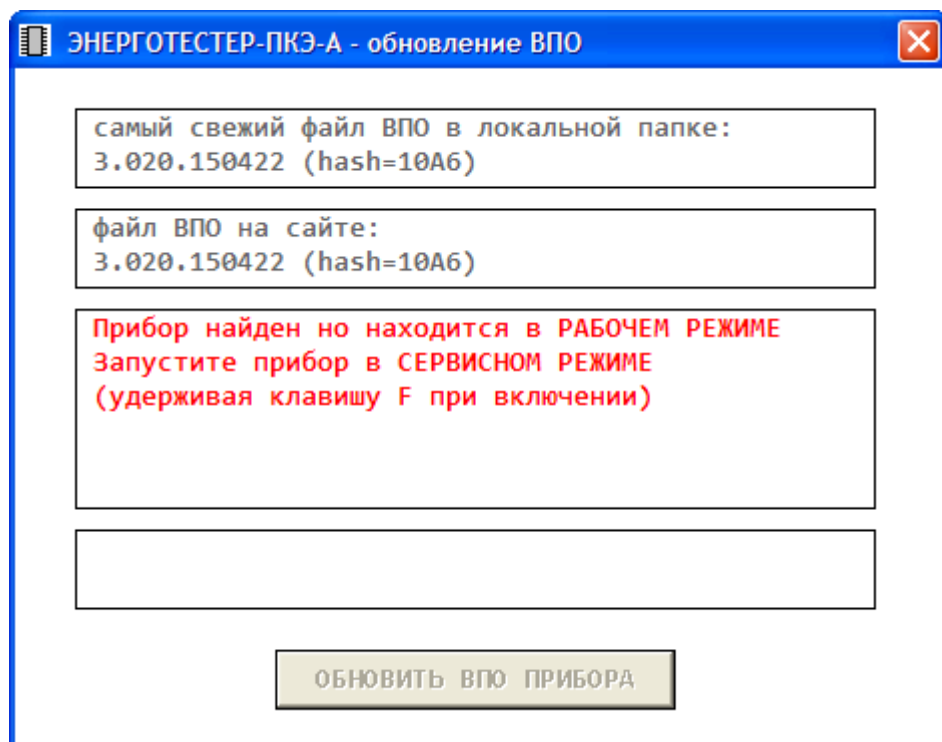 ЭНЕРГОТЕСТЕР-ПКЭ-А - обновление ВПО
самый свежий файл ВПО в локальной папке:
3.020.150422 (hash=10A6)
файл ВПО на сайте:
3.020.150422 (hash=10A6)
Прибор найден но находится в РАБОЧЕМ РЕЖИМЕ
Запустите прибор в СЕРВИСНОМ РЕЖИМЕ
(удерживая клавишу F при включении)
ОБНОВИТЬ ВПО ПРИБОРА